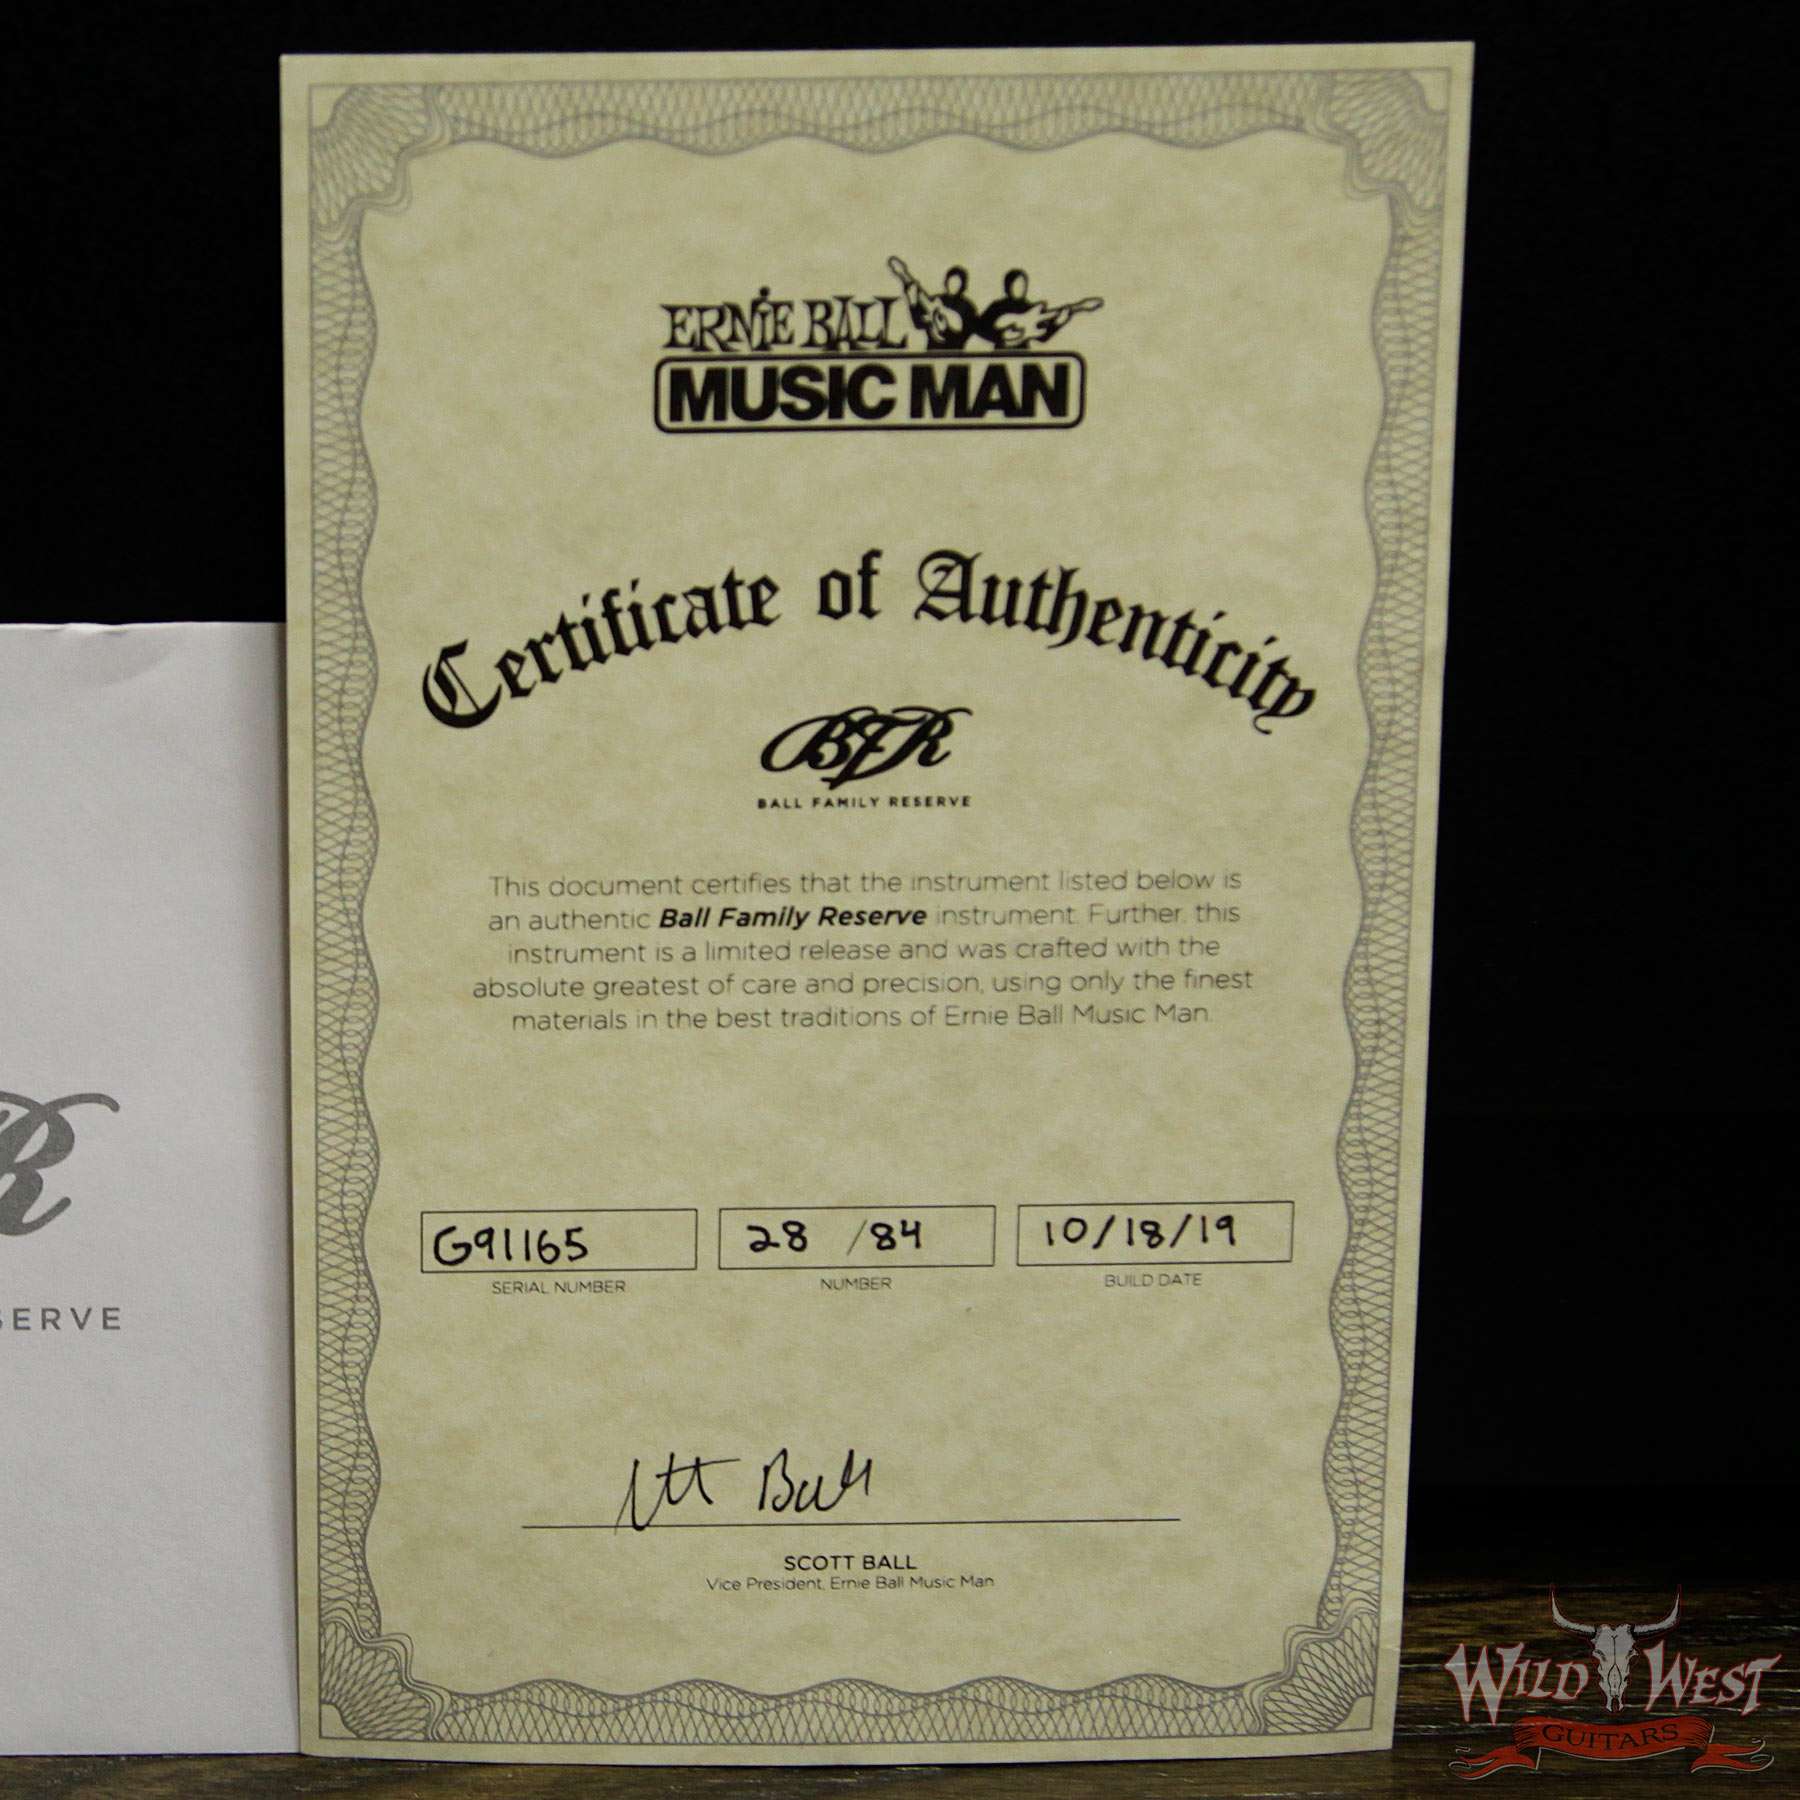 ERNIE BALL
MUSIC MAN
Certificate of Authenticity
BFR
BALL FAMILY RESERVE
This document certifies that the instrument listed below is
an authentic Ball Family Reserve instrument. Further, this
instrument is a limited release and was crafted with the
absolute greatest of care and precision, using only the finest
materials in the best traditions of Ernie Ball Music Man.
G91165
28 /84
10/18/19
SERIAL NUMBER
NUMBER
BUILD DATE
Scott Ball
SCOTT BALL
Vice President, Ernie Ball Music Man
R
SERVE
WILD WEST
GUITARS